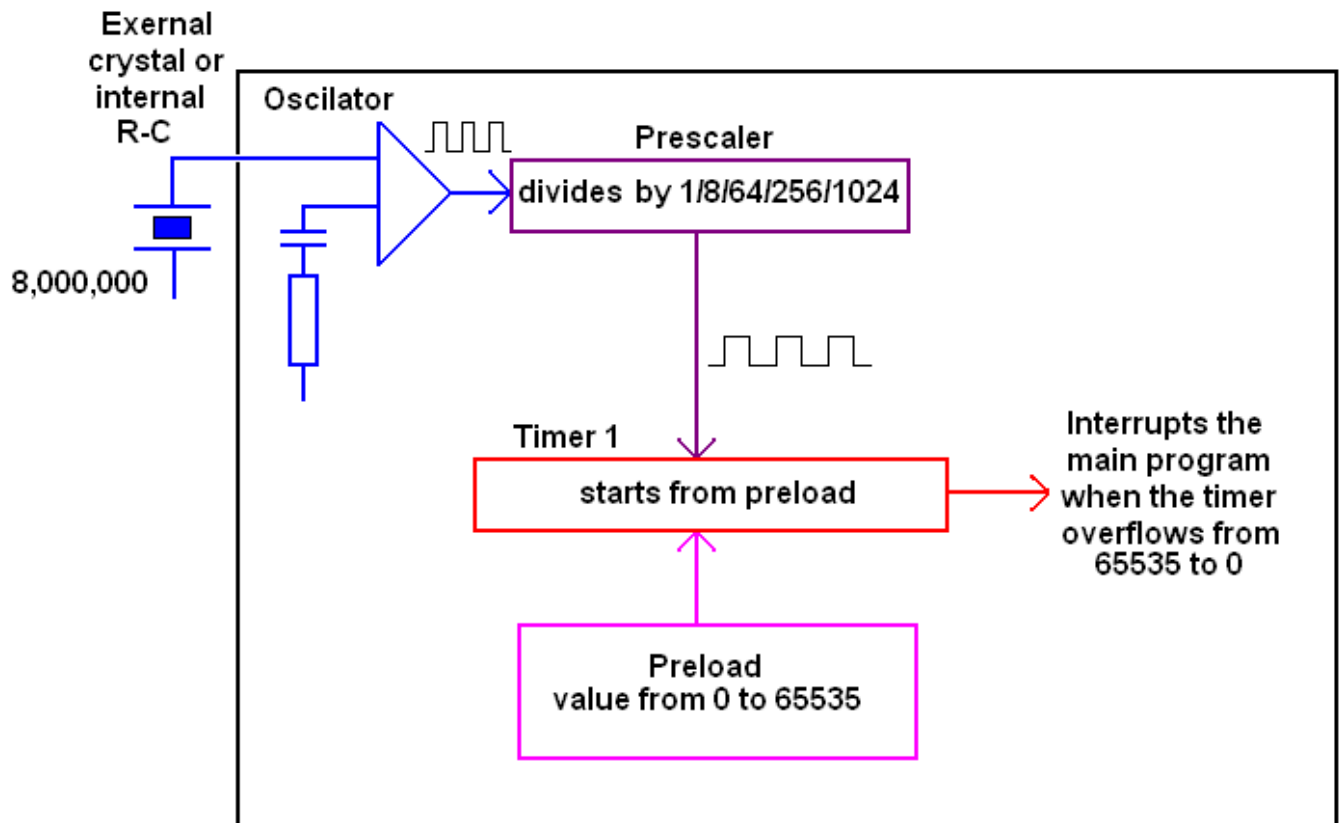 Exernal
crystal or
internal
R-C
Oscilator
Prescaler
divides by 1/8/64/256/1024
8,000,000
Timer 1
starts from preload
Interrupts the
main program
when the timer
overflows from
65535 to 0
Preload
value from 0 to 65535